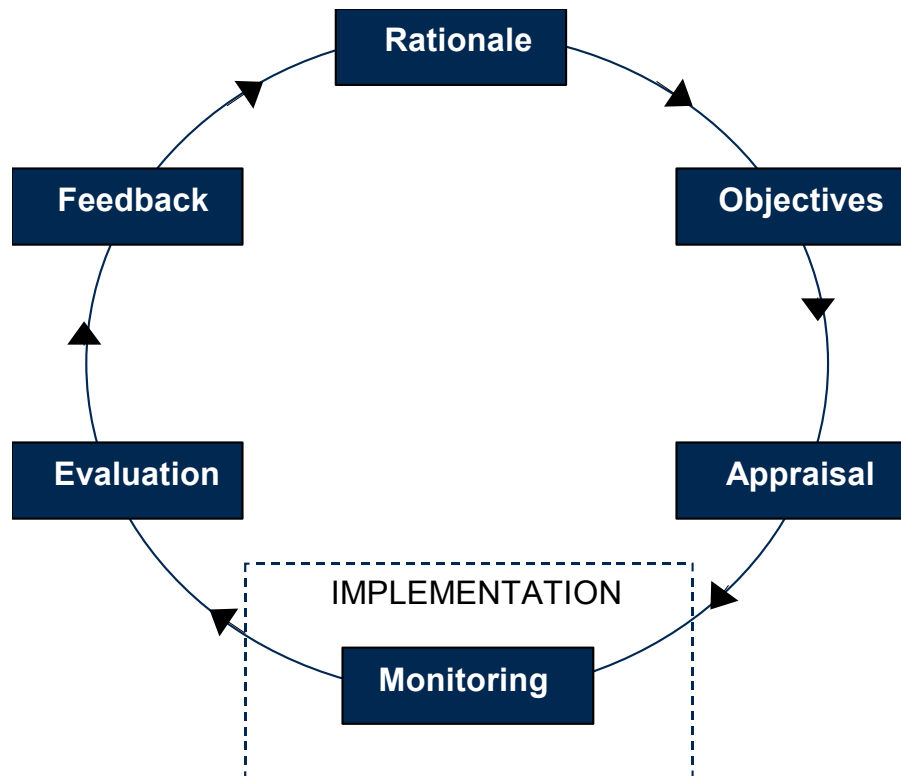 Rationale
Feedback
Objectives
Evaluation
Appraisal
IMPLEMENTATION
Monitoring